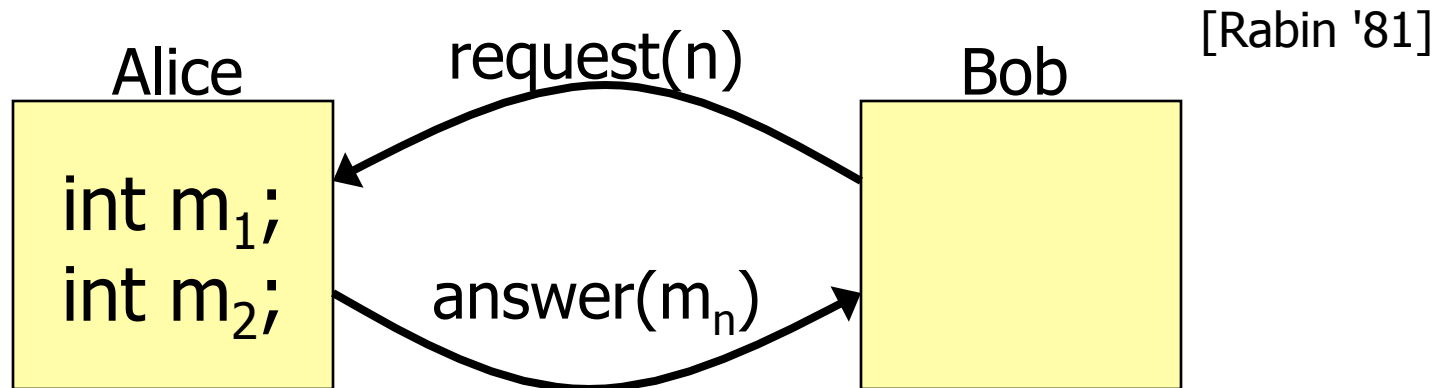 [Rabin '81]
Alice
request(n)
Bob
int m₁;
int m₂;
answer(mₙ)